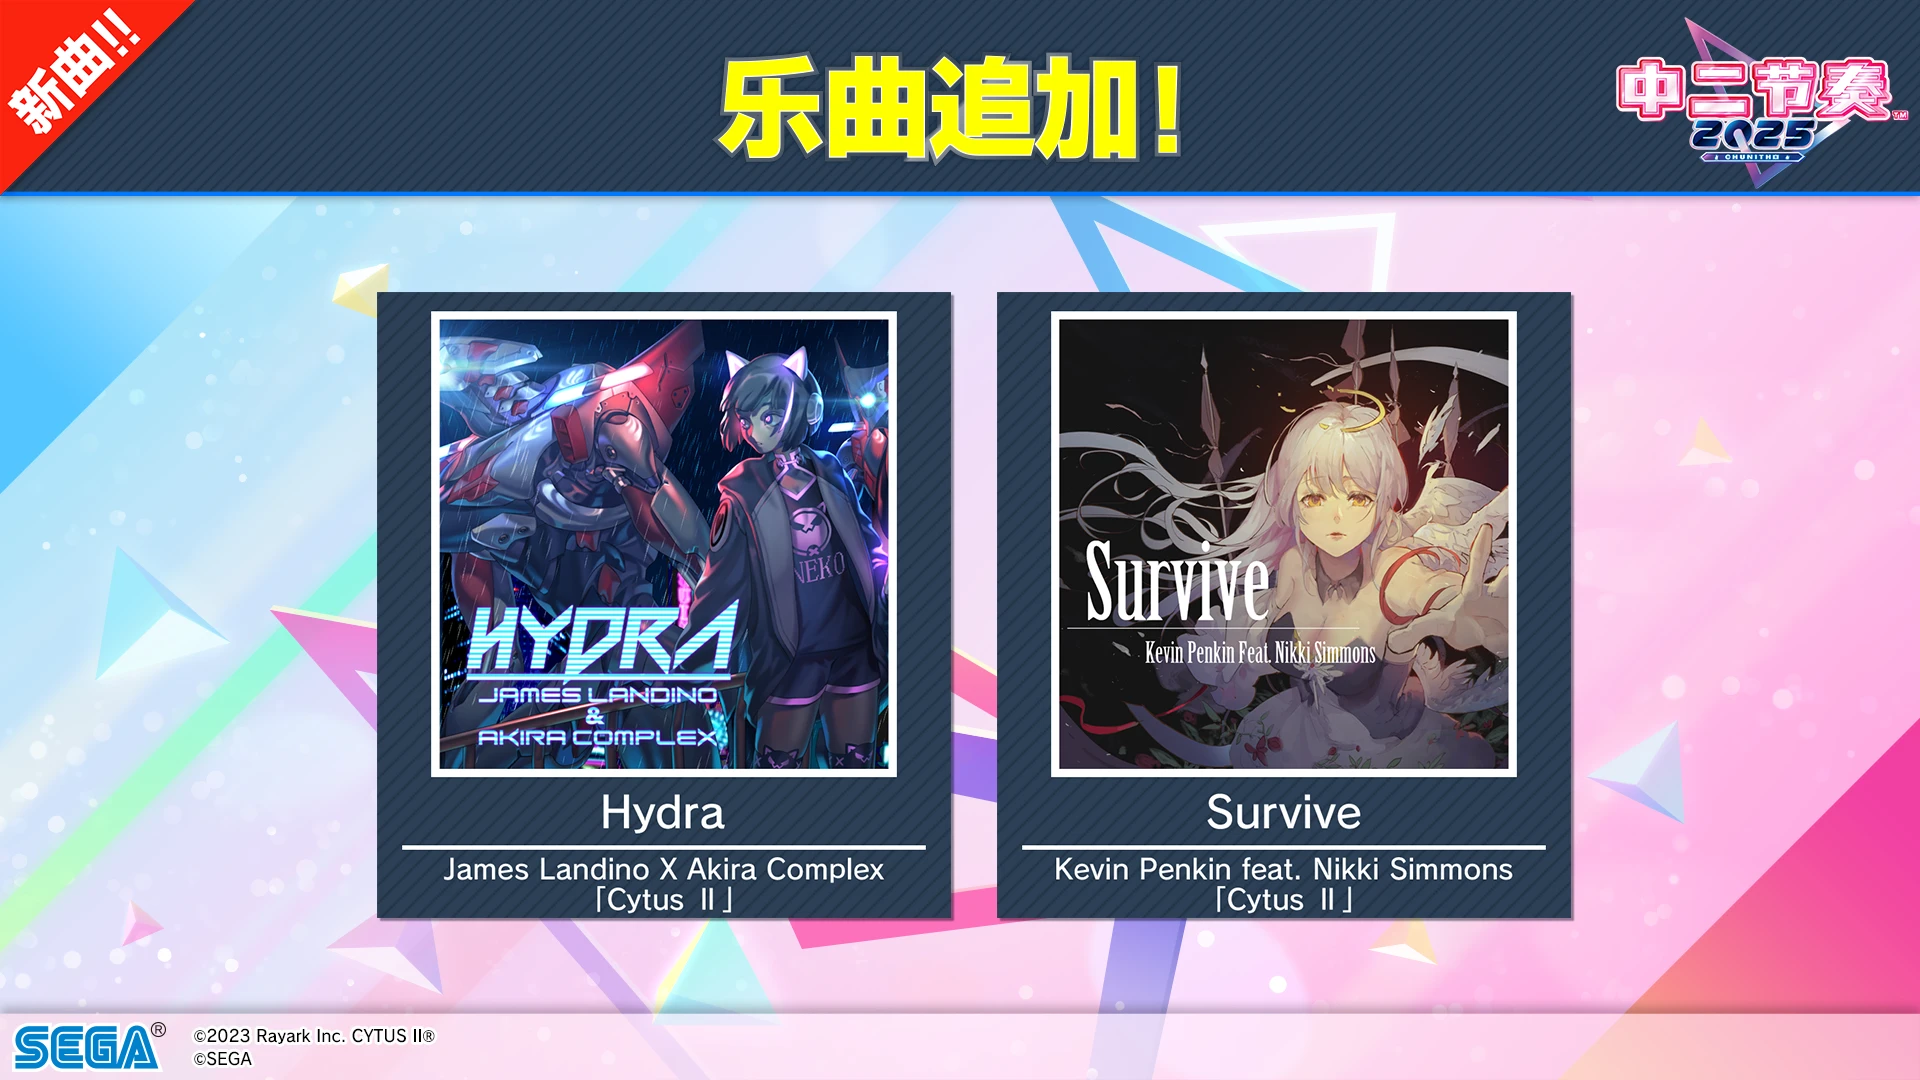 新曲!!
乐曲追加!
中二节奏™
2025
CHUNITHM
NEKO
HYDRA
JAMES LANDINO
&
AKIRA COMPLEX
Hydra
James Landino X Akira Complex
「Cytus Ⅱ」
Survive
Kevin Penkin Feat. Nikki Simmons
Survive
Kevin Penkin feat. Nikki Simmons
「Cytus Ⅱ」
SEGA®
©2023 Rayark Inc. CYTUS II®
©SEGA